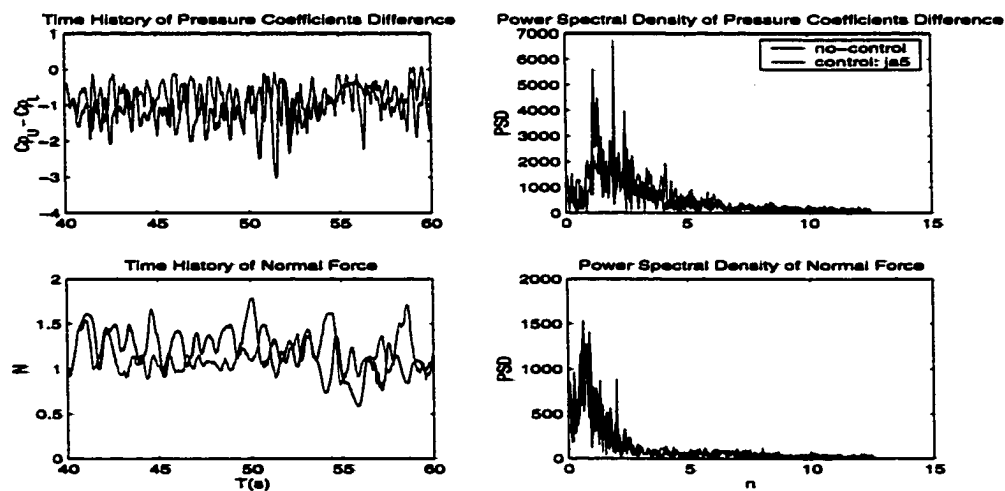 Time History of Pressure Coefficients Difference
1
0
-1
-2
-3
-4
Cp_U - Cp_L
40 45 50 55 60
Power Spectral Density of Pressure Coefficients Difference
7000
6000
5000
4000
3000
2000
1000
0
PSD
no-control
control: ja5
0 5 10 15
Time History of Normal Force
2
1.5
1
0.5
0
N
40 45 50 55 60
T(s)
Power Spectral Density of Normal Force
2000
1500
1000
500
0
PSD
0 5 10 15
n